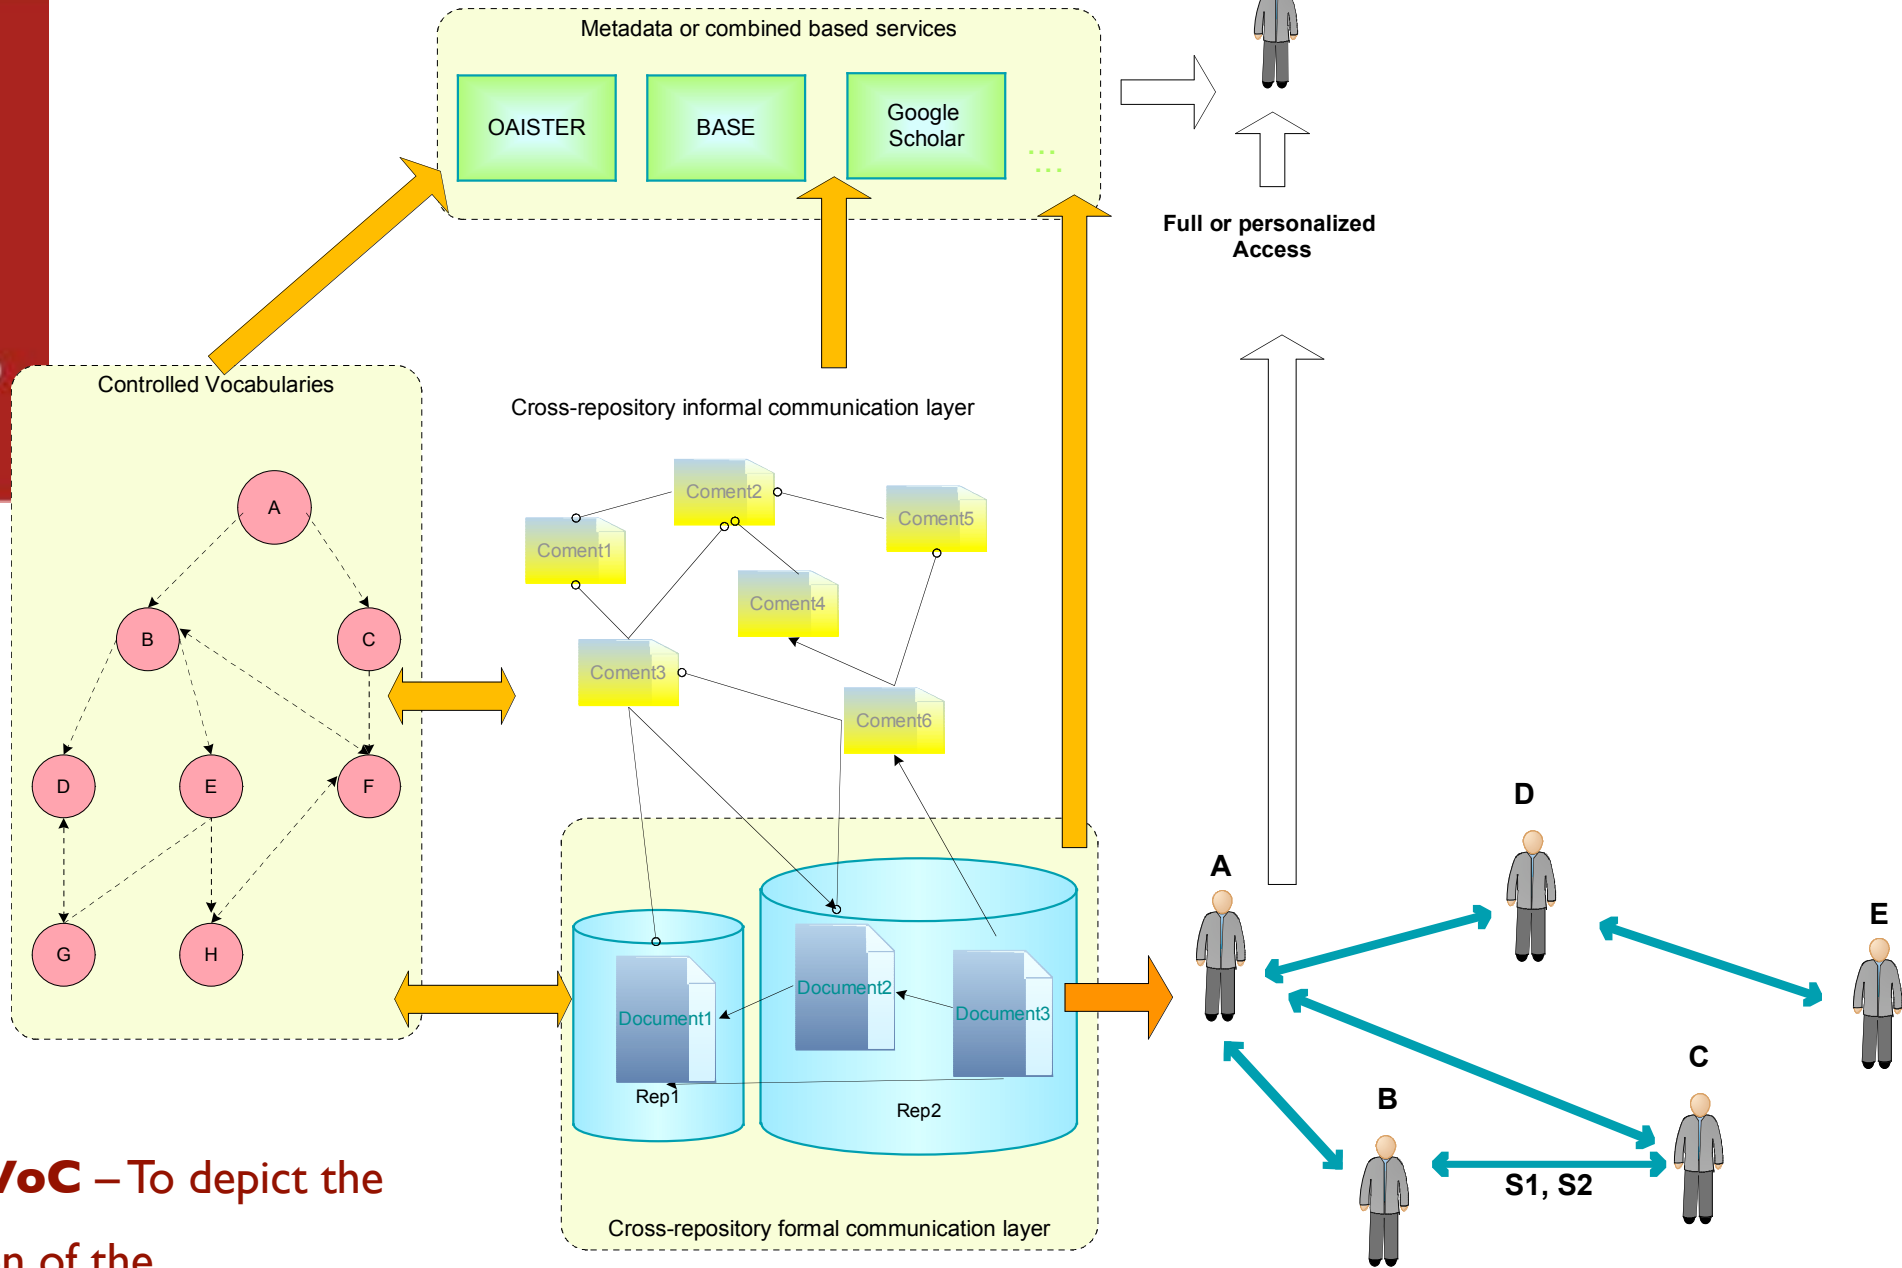 Metadata or combined based services
OAISTER
BASE
Google
Scholar
...
...
Full or personalized
Access
Controlled Vocabularies
A
B
C
D
E
F
G
H
Cross-repository informal communication layer
Coment2
Coment5
Coment1
Coment4
Coment3
Coment6
Document2
Document1
Document3
Rep1
Rep2
Cross-repository formal communication layer
D
A
E
C
B
S1, S2
VoC – To depict the
n of the